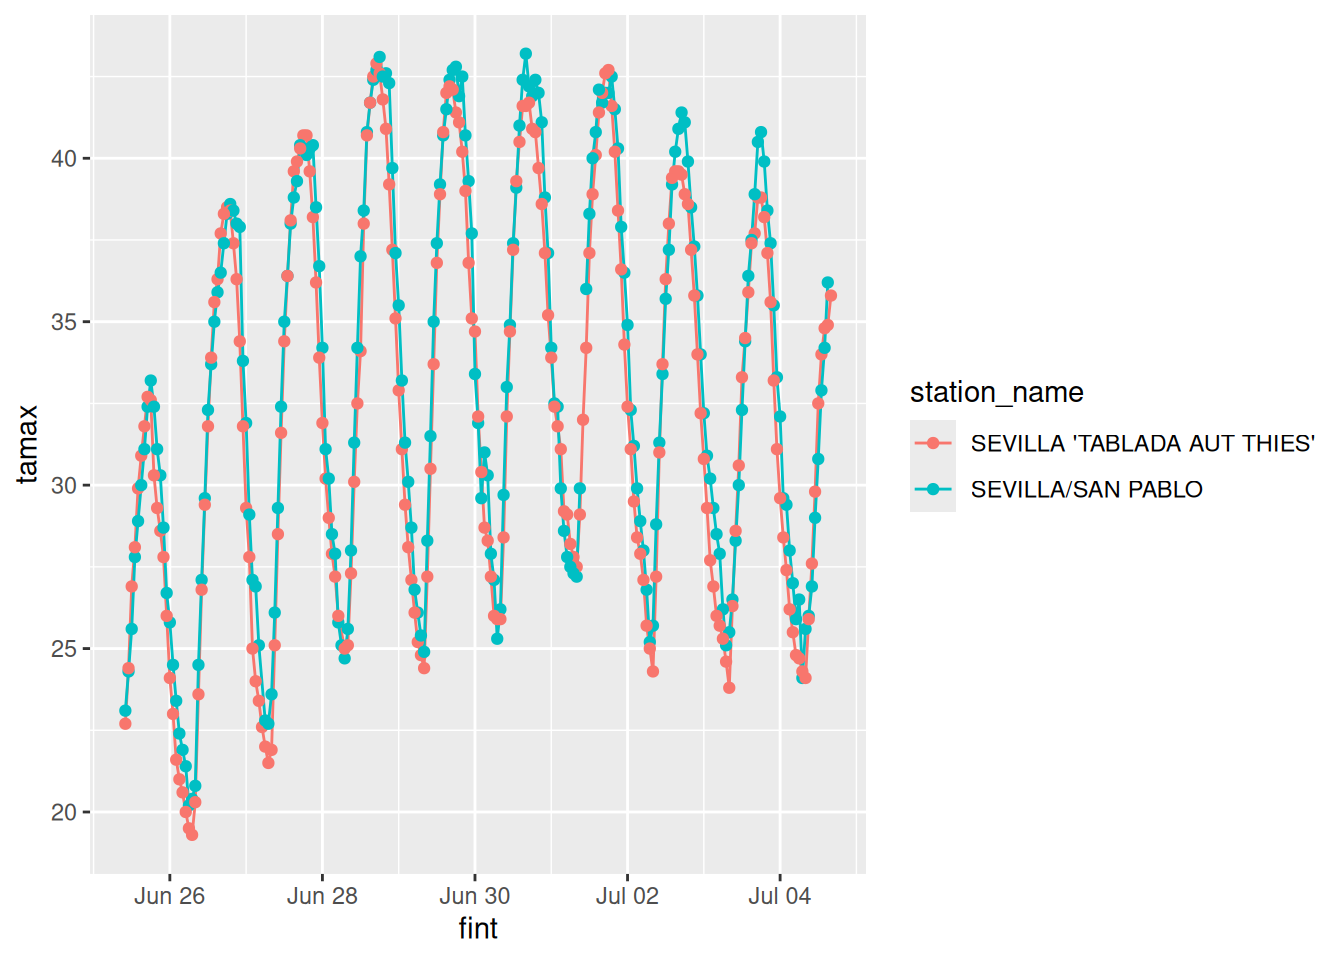 tamax
40
35
30
25
20
Jun 26
Jun 28
Jun 30
Jul 02
Jul 04
fint
station_name
SEVILLA 'TABLADA AUT THIES'
SEVILLA/SAN PABLO